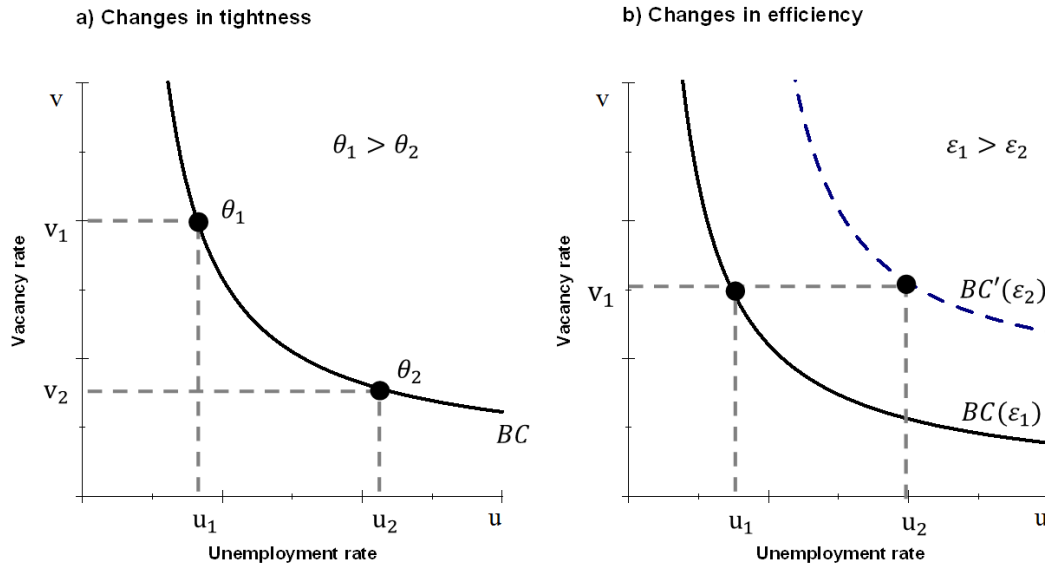 a) Changes in tightness
v
θ₁ > θ₂
θ₁
v₁
Vacancy rate
θ₂
v₂
BC
u₁
u₂
u
Unemployment rate
b) Changes in efficiency
v
ε₁ > ε₂
v₁
BC′(ε₂)
Vacancy rate
BC(ε₁)
u₁
u₂
u
Unemployment rate